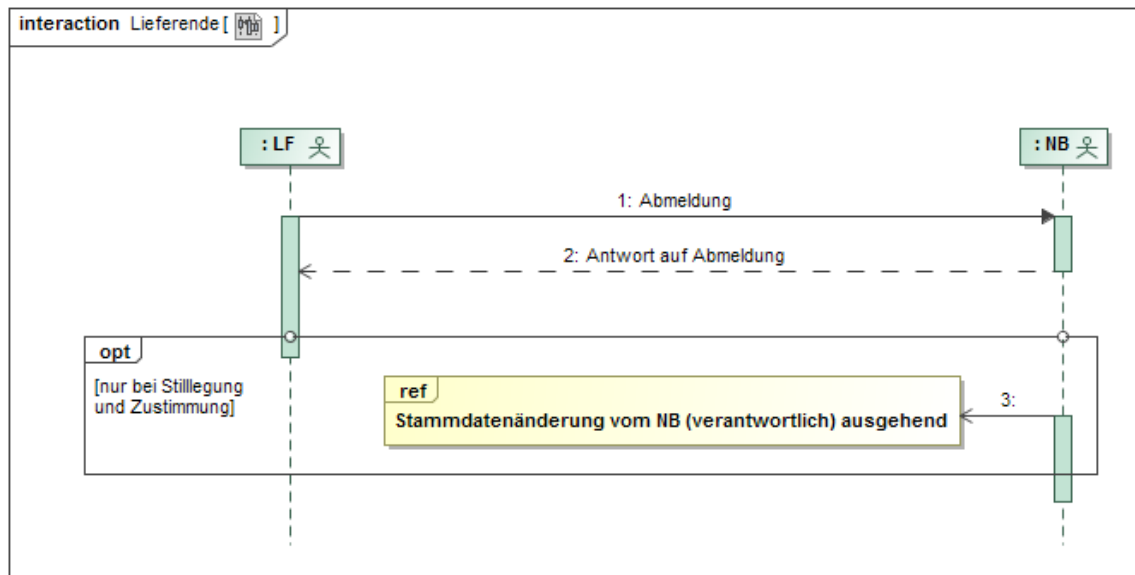 interaction Lieferende [ ]
: LF
: NB
1: Abmeldung
2: Antwort auf Abmeldung
opt
[nur bei Stilllegung
und Zustimmung]
ref
Stammdatenänderung vom NB (verantwortlich) ausgehend
3: